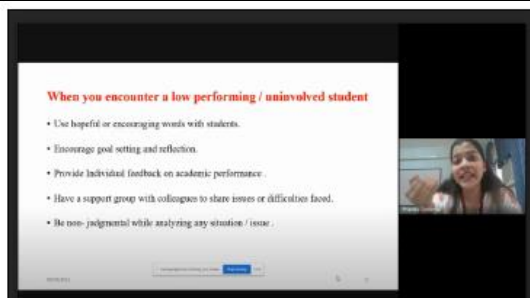 When you encounter a low performing / uninvolved student
• Use hopeful or encouraging words with students.
• Encourage goal setting and reflection.
• Provide Individual feedback on academic performance .
• Have a support group with colleagues to share issues or difficulties faced.
• Be non- judgmental while analyzing any situation / issue .